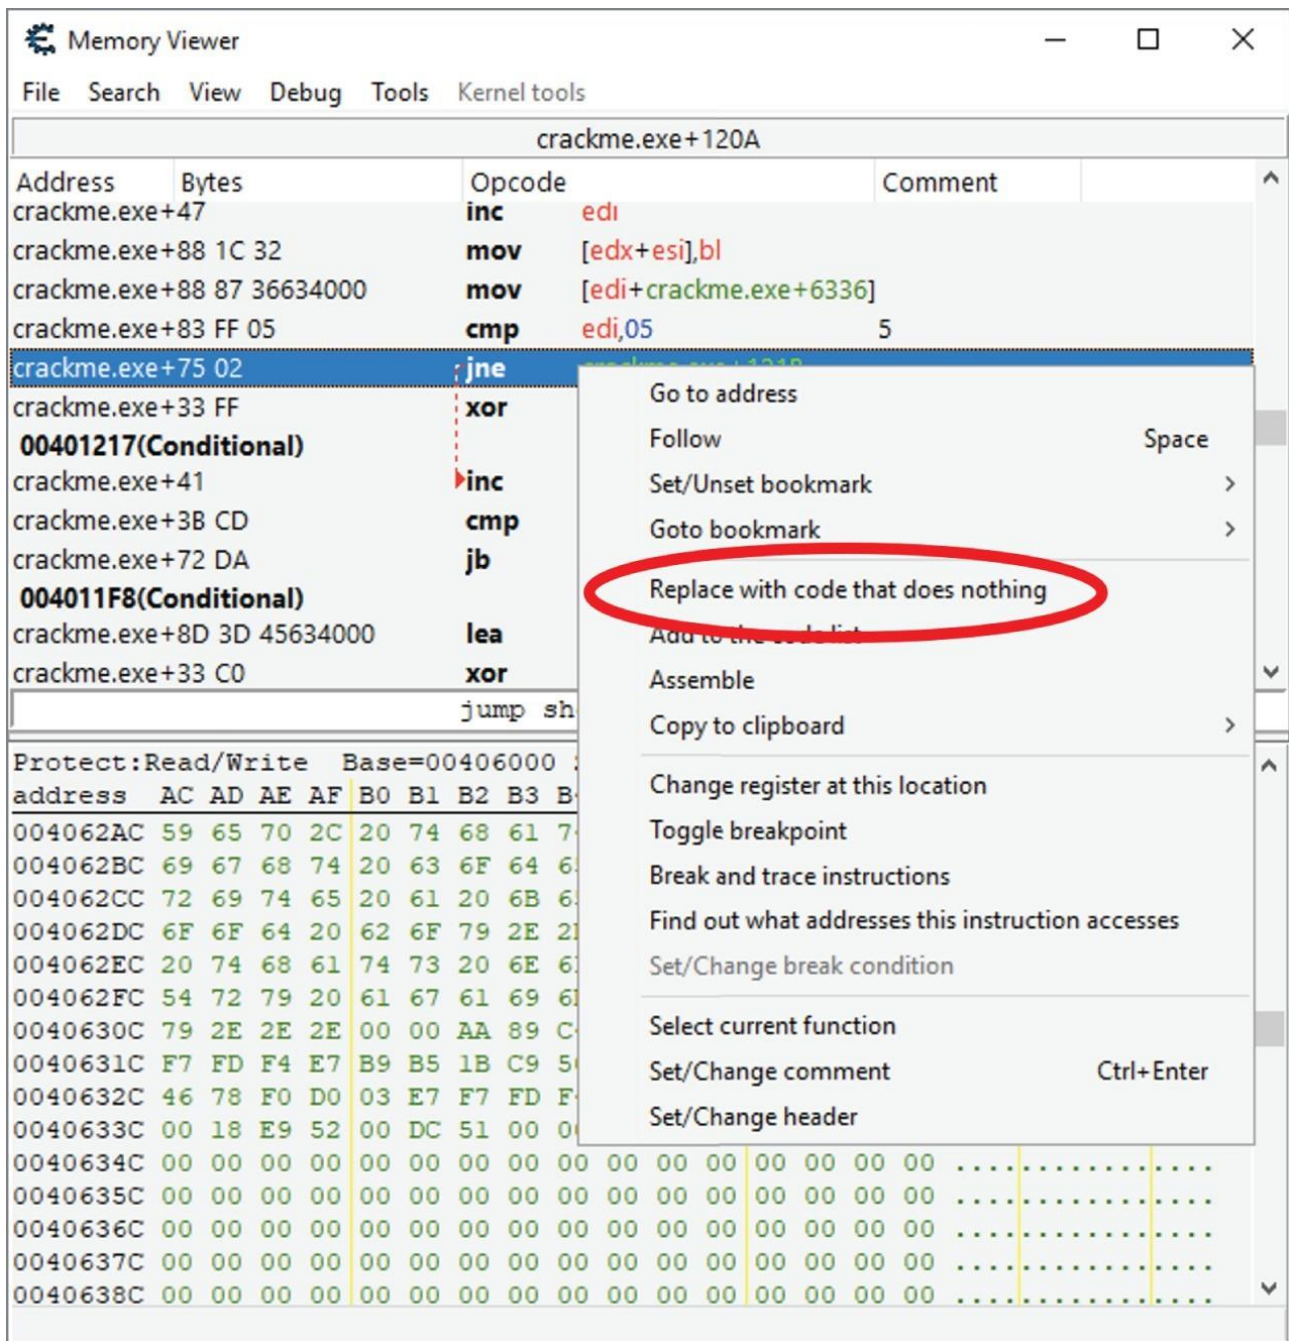 Memory Viewer
File Search View Debug Tools Kernel tools
crackme.exe+120A
Address Bytes Opcode Comment
crackme.exe+47 inc edi
crackme.exe+88 1C 32 mov [edx+esi],bl
crackme.exe+88 87 36634000 mov [edi+crackme.exe+6336]
crackme.exe+83 FF 05 cmp edi,05 5
crackme.exe+75 02 jne
crackme.exe+33 FF xor
00401217(Conditional)
crackme.exe+41 inc
crackme.exe+3B CD cmp
crackme.exe+72 DA jb
004011F8(Conditional)
crackme.exe+8D 3D 45634000 lea
crackme.exe+33 C0 xor
jump sh
Go to address
Follow Space
Set/Unset bookmark
Goto bookmark
Replace with code that does nothing
Add to the code list
Assemble
Copy to clipboard
Change register at this location
Toggle breakpoint
Break and trace instructions
Find out what addresses this instruction accesses
Set/Change break condition
Select current function
Set/Change comment Ctrl+Enter
Set/Change header
Protect:Read/Write Base=00406000
address AC AD AE AF B0 B1 B2 B3
004062AC 59 65 70 2C 20 74 68 61
004062BC 69 67 68 74 20 63 6F 64
004062CC 72 69 74 65 20 61 20 6B
004062DC 6F 6F 64 20 62 6F 79 2E
004062EC 20 74 68 61 74 73 20 6E
004062FC 54 72 79 20 61 67 61 69
0040630C 79 2E 2E 2E 00 00 AA 89
0040631C F7 FD F4 E7 B9 B5 1B C9
0040632C 46 78 F0 D0 03 E7 F7 FD
0040633C 00 18 E9 52 00 DC 51 00
0040634C 00 00 00 00 00 00 00 00 00 00 00 00 00 00 00 00 ................
0040635C 00 00 00 00 00 00 00 00 00 00 00 00 00 00 00 00 ................
0040636C 00 00 00 00 00 00 00 00 00 00 00 00 00 00 00 00 ................
0040637C 00 00 00 00 00 00 00 00 00 00 00 00 00 00 00 00 ................
0040638C 00 00 00 00 00 00 00 00 00 00 00 00 00 00 00 00 ................